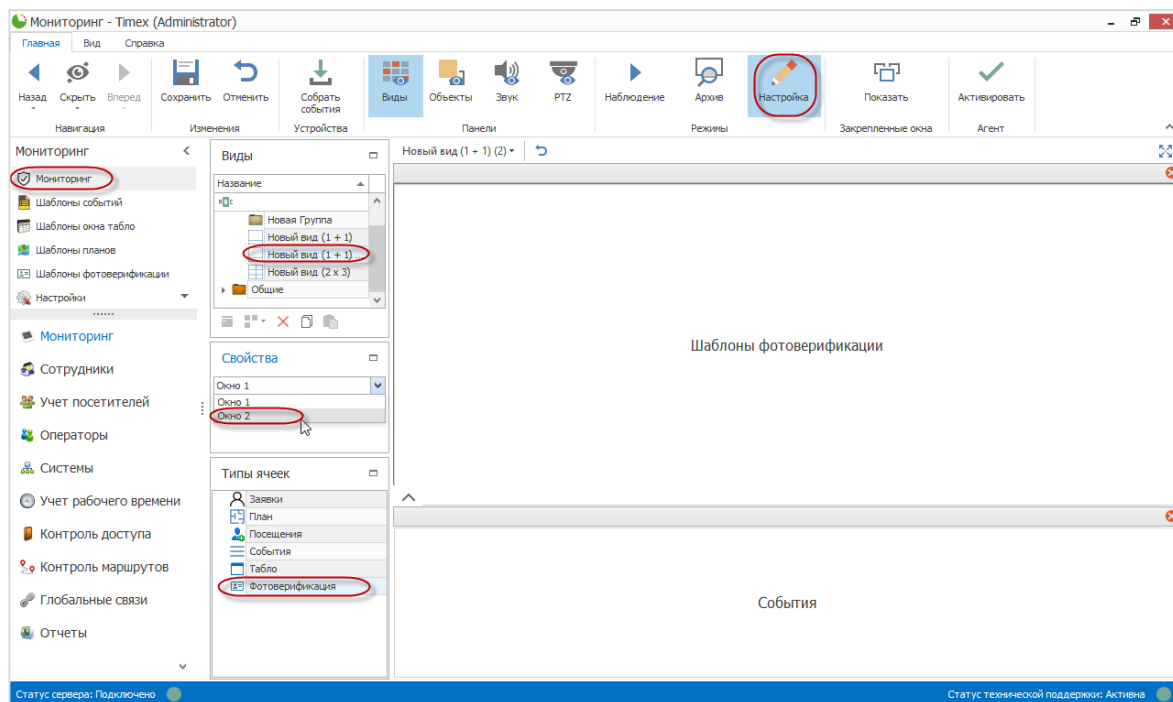 Мониторинг - Timex (Administrator)
Главная Вид Справка
Назад Скрыть Вперед Сохранить Отменить Собрать события Виды Объекты Звук PTZ Наблюдение Архив Настройка Показать Активировать
Навигация Изменения Устройства Панели Режимы Закрепленные окна Агент
Мониторинг
Мониторинг
Шаблоны событий
Шаблоны окна табло
Шаблоны планов
Шаблоны фотоверификации
Настройки
Мониторинг
Сотрудники
Учет посетителей
Операторы
Системы
Учет рабочего времени
Контроль доступа
Контроль маршрутов
Глобальные связи
Отчеты
Виды
Название
Новая Группа
Новый вид (1 + 1)
Новый вид (1 + 1) ...
Новый вид (2 x 3)
Общие
Свойства
Окно 1
Окно 1
Окно 2
Типы ячеек
Заявки
План
Посещения
События
Табло
Фотоверификация
Новый вид (1 + 1) (2)
Шаблоны фотоверификации
События
Статус сервера: Подключено
Статус технической поддержки: Активна